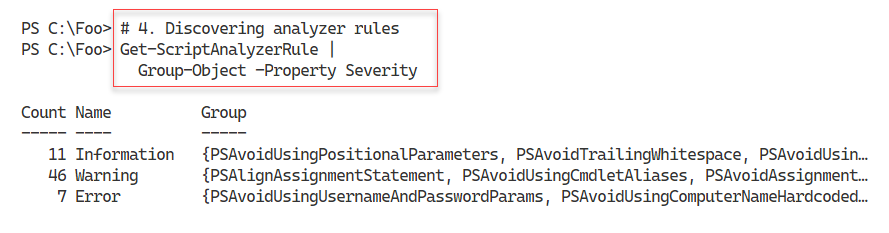 PS C:\Foo> # 4. Discovering analyzer rules
PS C:\Foo> Get-ScriptAnalyzerRule |
Group-Object -Property Severity
Count Name Group
----- ---- -----
11 Information {PSAvoidUsingPositionalParameters, PSAvoidTrailingWhitespace, PSAvoidUsin…
46 Warning {PSAlignAssignmentStatement, PSAvoidUsingCmdletAliases, PSAvoidAssignment…
7 Error {PSAvoidUsingUsernameAndPasswordParams, PSAvoidUsingComputerNameHardcoded…